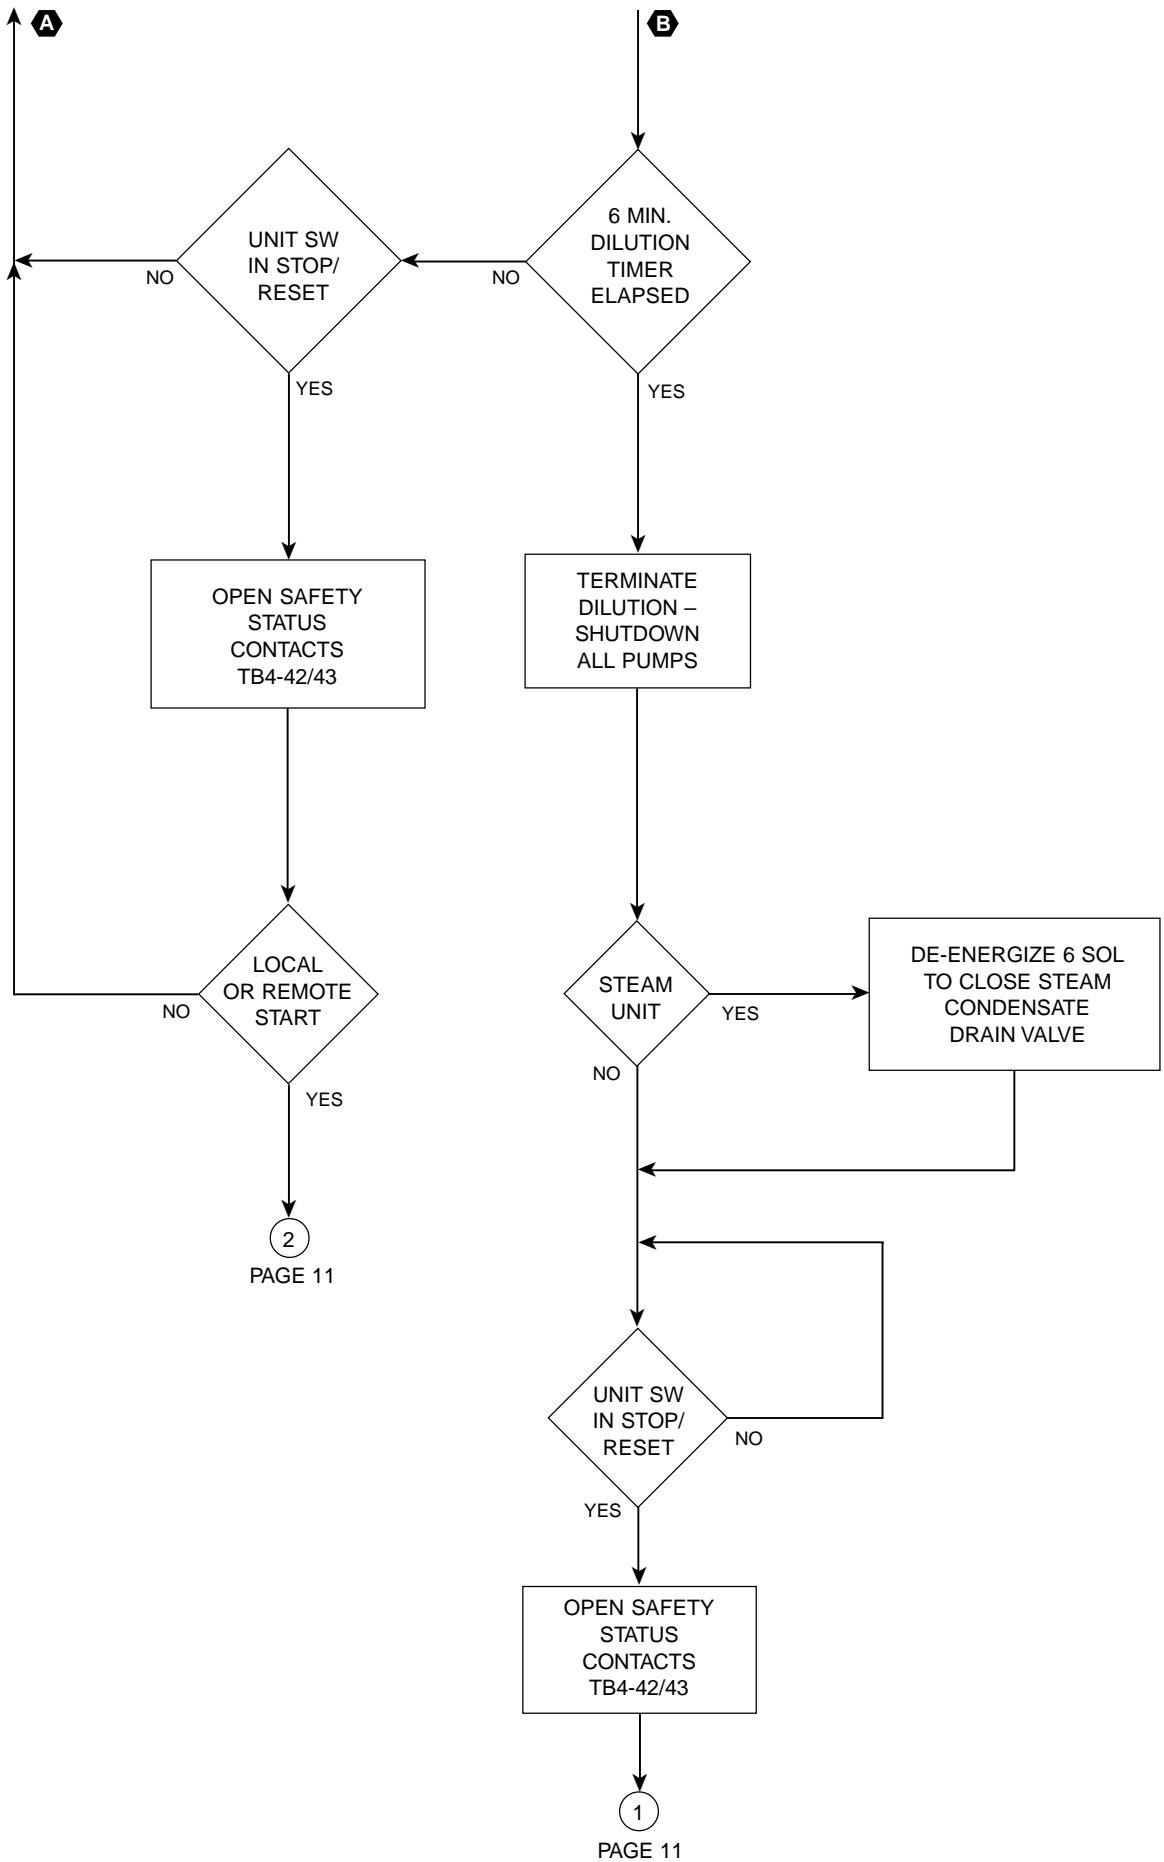 A
B
6 MIN.
DILUTION
TIMER
ELAPSED
NO
YES
UNIT SW
IN STOP/
RESET
NO
YES
OPEN SAFETY
STATUS
CONTACTS
TB4-42/43
TERMINATE
DILUTION –
SHUTDOWN
ALL PUMPS
LOCAL
OR REMOTE
START
NO
YES
2
PAGE 11
STEAM
UNIT
YES
NO
DE-ENERGIZE 6 SOL
TO CLOSE STEAM
CONDENSATE
DRAIN VALVE
UNIT SW
IN STOP/
RESET
NO
YES
OPEN SAFETY
STATUS
CONTACTS
TB4-42/43
1
PAGE 11